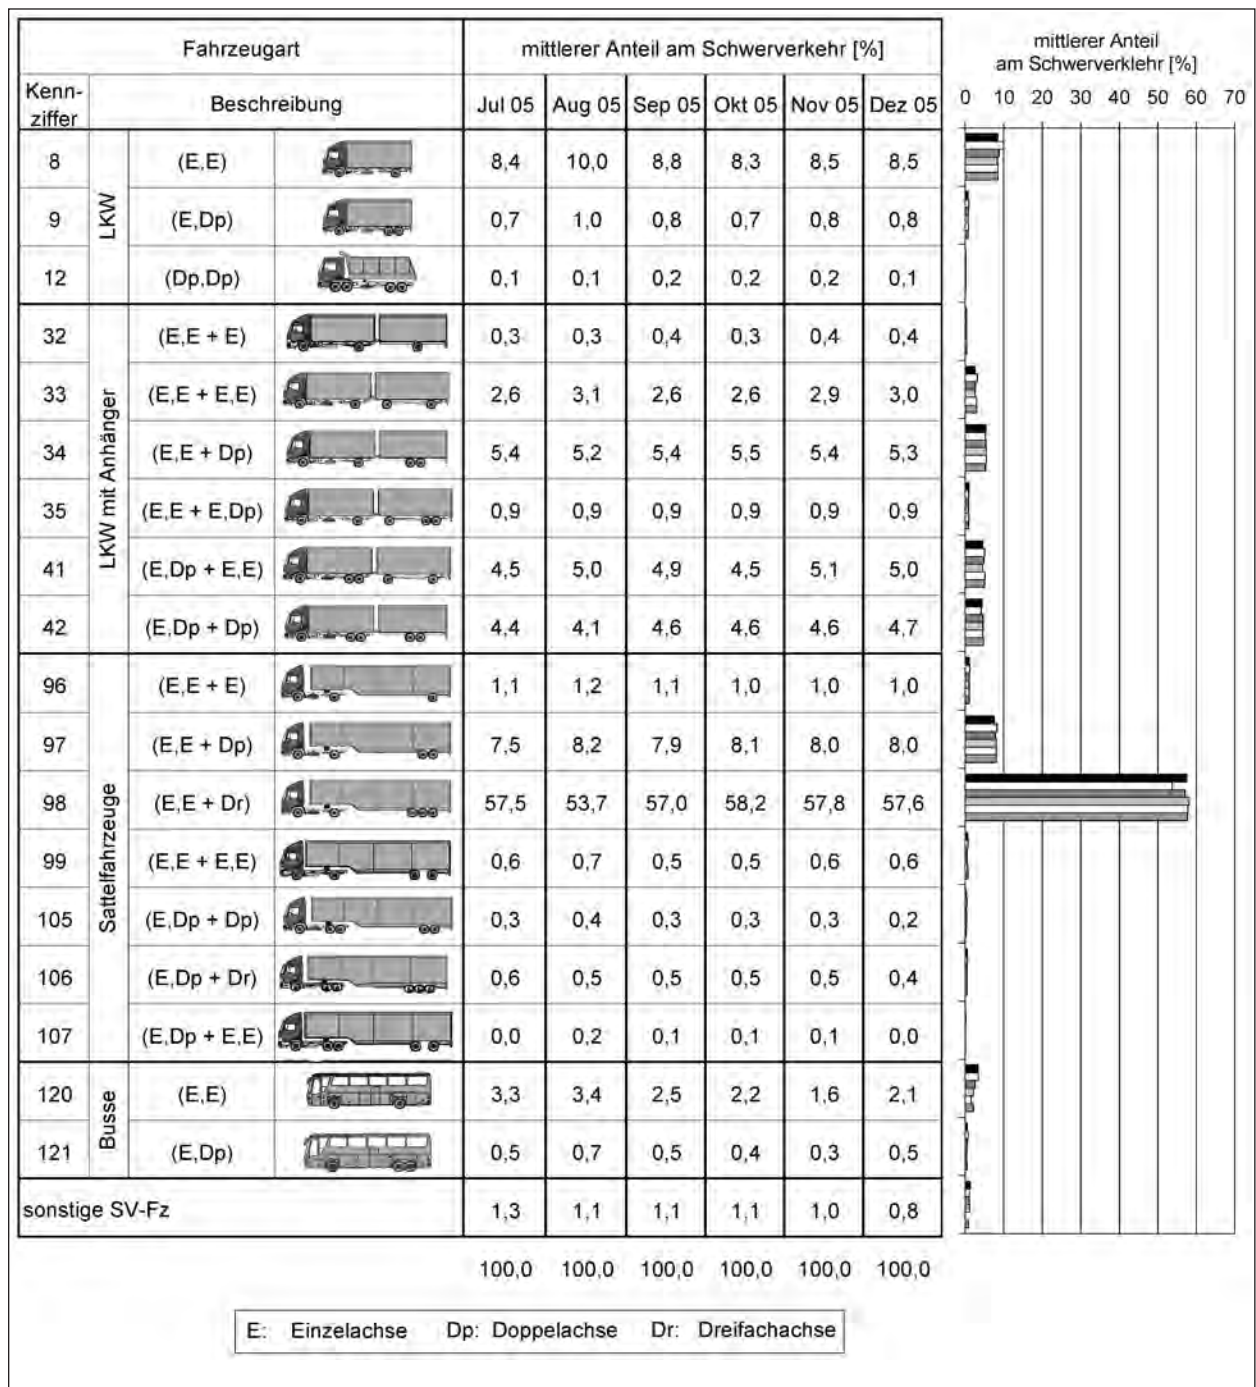 Fahrzeugart mittlerer Anteil am Schwerverkehr [%] mittlerer Anteil
am Schwerverklehr [%]
Kenn-
ziffer Beschreibung Jul 05 Aug 05 Sep 05 Okt 05 Nov 05 Dez 05 0 10 20 30 40 50 60 70
LKW
8 (E,E) 8,4 10,0 8,8 8,3 8,5 8,5
9 (E,Dp) 0,7 1,0 0,8 0,7 0,8 0,8
12 (Dp,Dp) 0,1 0,1 0,2 0,2 0,2 0,1
LKW mit Anhänger
32 (E,E + E) 0,3 0,3 0,4 0,3 0,4 0,4
33 (E,E + E,E) 2,6 3,1 2,6 2,6 2,9 3,0
34 (E,E + Dp) 5,4 5,2 5,4 5,5 5,4 5,3
35 (E,E + E,Dp) 0,9 0,9 0,9 0,9 0,9 0,9
41 (E,Dp + E,E) 4,5 5,0 4,9 4,5 5,1 5,0
42 (E,Dp + Dp) 4,4 4,1 4,6 4,6 4,6 4,7
Sattelfahrzeuge
96 (E,E + E) 1,1 1,2 1,1 1,0 1,0 1,0
97 (E,E + Dp) 7,5 8,2 7,9 8,1 8,0 8,0
98 (E,E + Dr) 57,5 53,7 57,0 58,2 57,8 57,6
99 (E,E + E,E) 0,6 0,7 0,5 0,5 0,6 0,6
105 (E,Dp + Dp) 0,3 0,4 0,3 0,3 0,3 0,2
106 (E,Dp + Dr) 0,6 0,5 0,5 0,5 0,5 0,4
107 (E,Dp + E,E) 0,0 0,2 0,1 0,1 0,1 0,0
Busse
120 (E,E) 3,3 3,4 2,5 2,2 1,6 2,1
121 (E,Dp) 0,5 0,7 0,5 0,4 0,3 0,5
sonstige SV-Fz 1,3 1,1 1,1 1,1 1,0 0,8
100,0 100,0 100,0 100,0 100,0 100,0
E: Einzelachse Dp: Doppelachse Dr: Dreifachachse